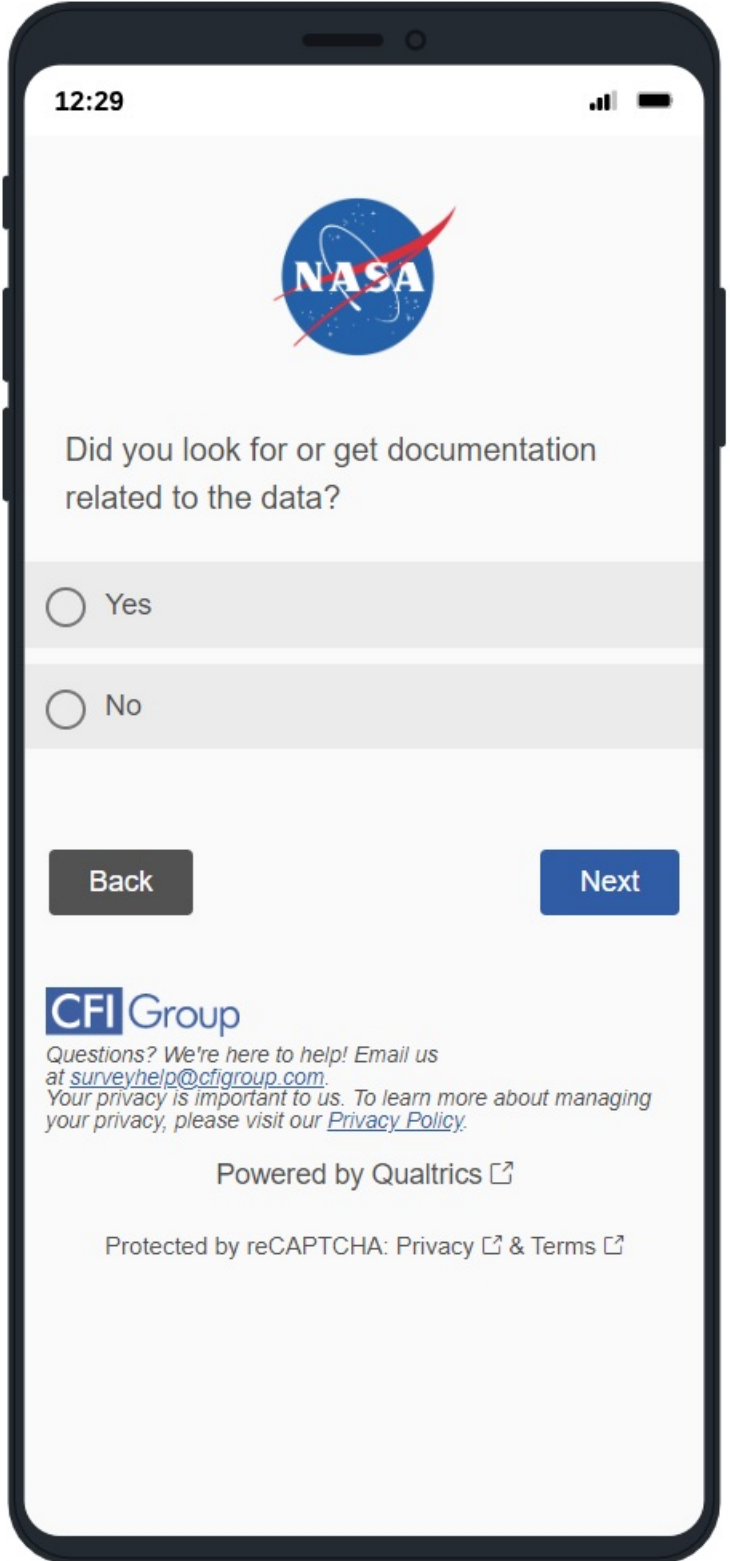 12:29
NASA
Did you look for or get documentation
related to the data?
Yes
No
Back
Next
CFI Group
Questions? We're here to help! Email us
at surveyhelp@cfigroup.com.
Your privacy is important to us. To learn more about managing
your privacy, please visit our Privacy Policy.
Powered by Qualtrics
Protected by reCAPTCHA: Privacy & Terms